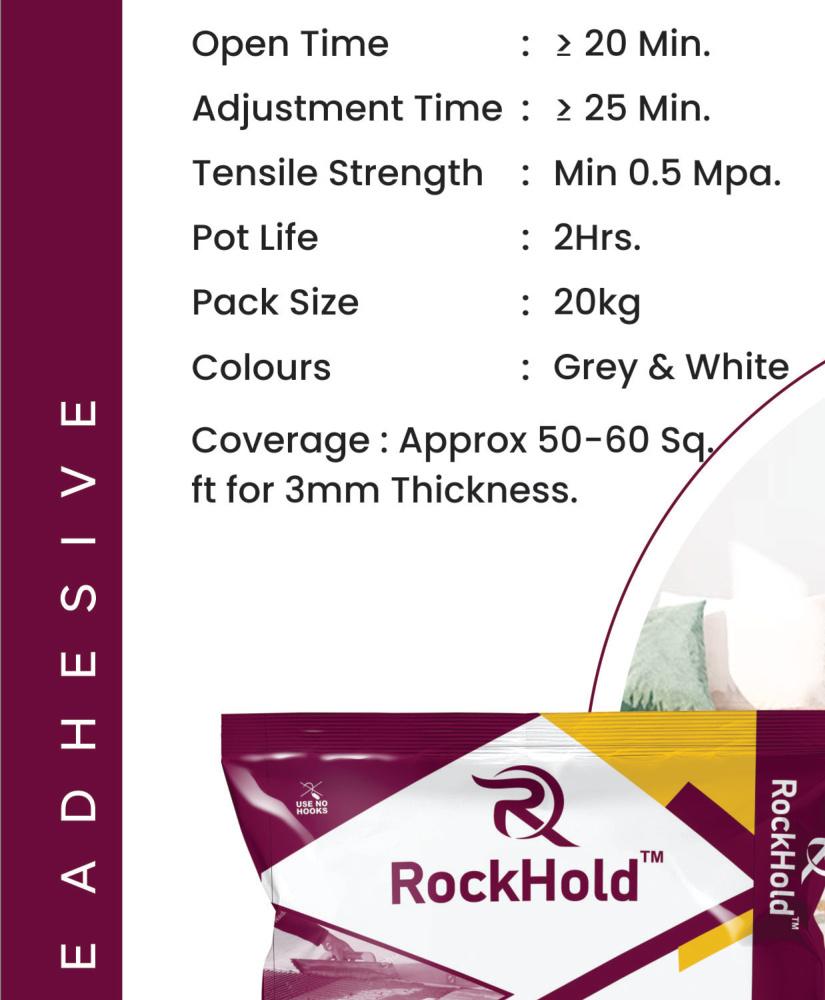 Open Time : ≥ 20 Min.
Adjustment Time : ≥ 25 Min.
Tensile Strength : Min 0.5 Mpa.
Pot Life : 2Hrs.
Pack Size : 20kg
Colours : Grey & White
Coverage : Approx 50-60 Sq.
ft for 3mm Thickness.
E ADHESIVE
USE NO
HOOKS
RockHold™
RockHold™